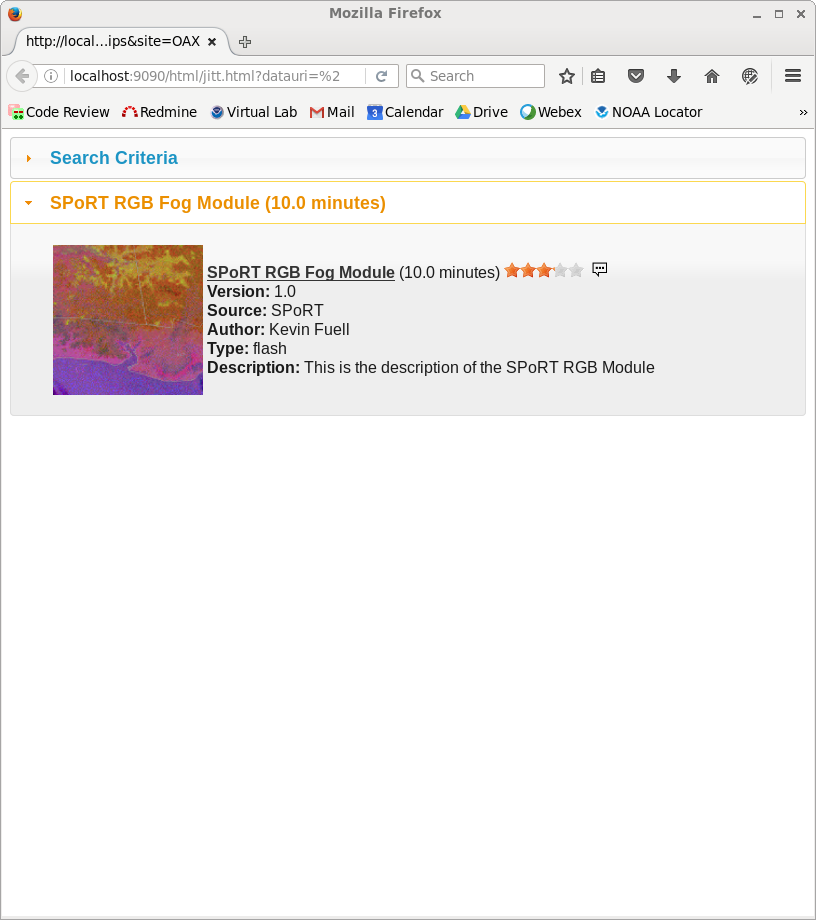 Mozilla Firefox
http://local...ips&site=OAX
localhost:9090/html/jitt.html?datauri=%2
Search
Code Review Redmine Virtual Lab Mail 3 Calendar Drive Webex NOAA Locator »
Search Criteria
SPoRT RGB Fog Module (10.0 minutes)
SPoRT RGB Fog Module (10.0 minutes)
Version: 1.0
Source: SPoRT
Author: Kevin Fuell
Type: flash
Description: This is the description of the SPoRT RGB Module